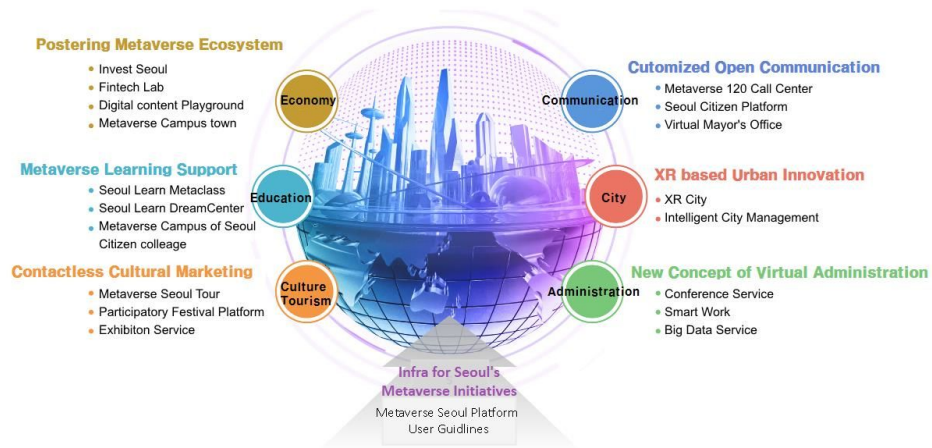 Postering Metaverse Ecosystem
Invest Seoul
Fintech Lab
Digital content Playground
Metaverse Campus town
Economy
Metaverse Learning Support
Seoul Learn Metaclass
Seoul Learn DreamCenter
Metaverse Campus of Seoul
Citizen colleage
Education
Contactless Cultural Marketing
Metaverse Seoul Tour
Participatory Festival Platform
Exhibiton Service
Culture
Tourism
Cutomized Open Communication
Metaverse 120 Call Center
Seoul Citizen Platform
Virtual Mayor's Office
Communication
XR based Urban Innovation
XR City
Intelligent City Management
City
New Concept of Virtual Administration
Conference Service
Smart Work
Big Data Service
Administration
Infra for Seoul's
Metaverse Initiatives
Metaverse Seoul Platform
User Guidlines